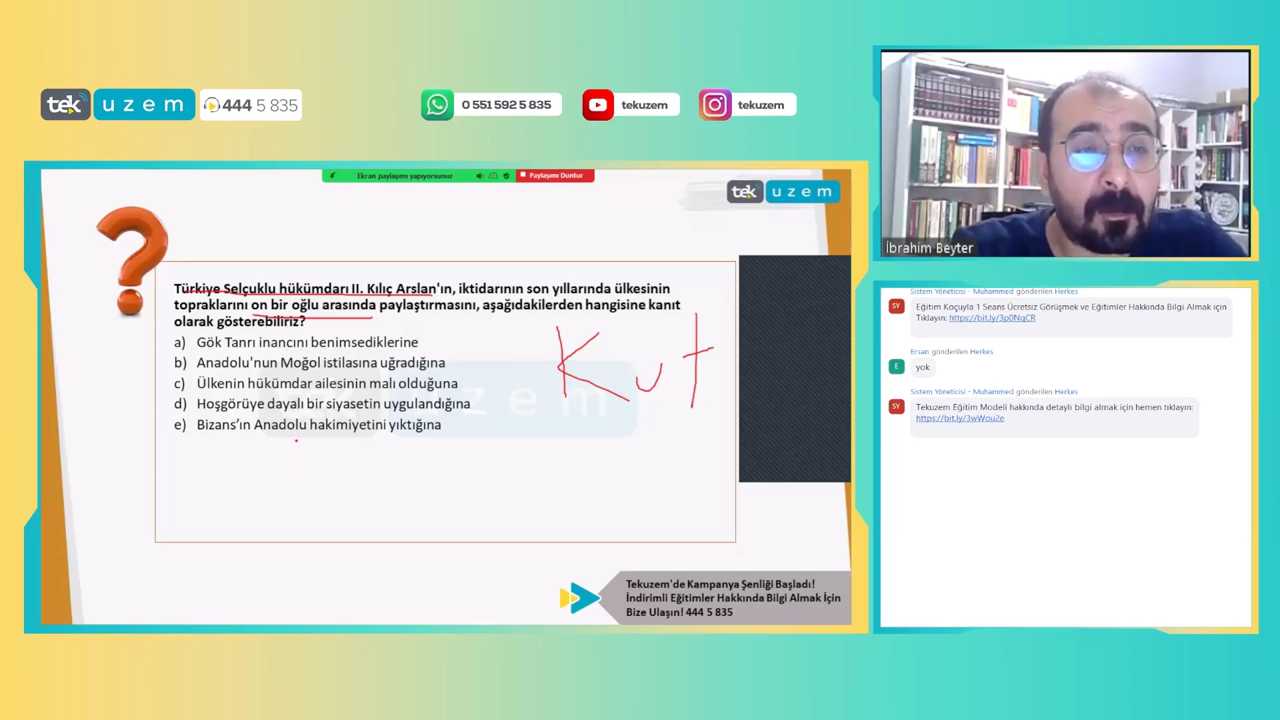 tek uzem 444 5 835
0 551 592 5 835
tekuzem
tekuzem
Ekran paylaşımı yapıyorsunuz
Paylaşımı Durdur
tek uzem
Türkiye Selçuklu hükümdarı II. Kılıç Arslan'ın, iktidarının son yıllarında ülkesinin
topraklarını on bir oğlu arasında paylaştırmasını, aşağıdakilerden hangisine kanıt
olarak gösterebiliriz?
a) Gök Tanrı inancını benimsediklerine
b) Anadolu'nun Moğol istilasına uğradığına
c) Ülkenin hükümdar ailesinin malı olduğuna
d) Hoşgörüye dayalı bir siyasetin uygulandığına
e) Bizans'ın Anadolu hakimiyetini yıktığına
Kut
Tekuzem'de Kampanya Şenliği Başladı!
İndirimli Eğitimler Hakkında Bilgi Almak İçin
Bize Ulaşın! 444 5 835
İbrahim Beyter
Sistem Yöneticisi - Muhammed gönderilen Herkes
SY
Eğitim Koçuyla 1 Seans Ücretsiz Görüşmek ve Eğitimler Hakkında Bilgi Almak için
Tıklayın: https://bit.ly/3p0NqCR
Ersan gönderilen Herkes
E
yok
Sistem Yöneticisi - Muhammed gönderilen Herkes
SY
Tekuzem Eğitim Modeli hakkında detaylı bilgi almak için hemen tıklayın:
https://bit.ly/3wWou2e